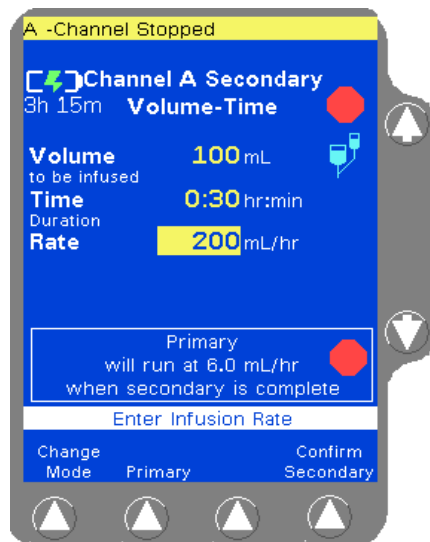 A -Channel Stopped
Channel A Secondary
3h 15m Volume-Time
Volume 100 mL
to be infused
Time 0:30 hr:min
Duration
Rate 200 mL/hr
Primary
will run at 6.0 mL/hr
when secondary is complete
Enter Infusion Rate
Change Mode
Primary
Confirm Secondary